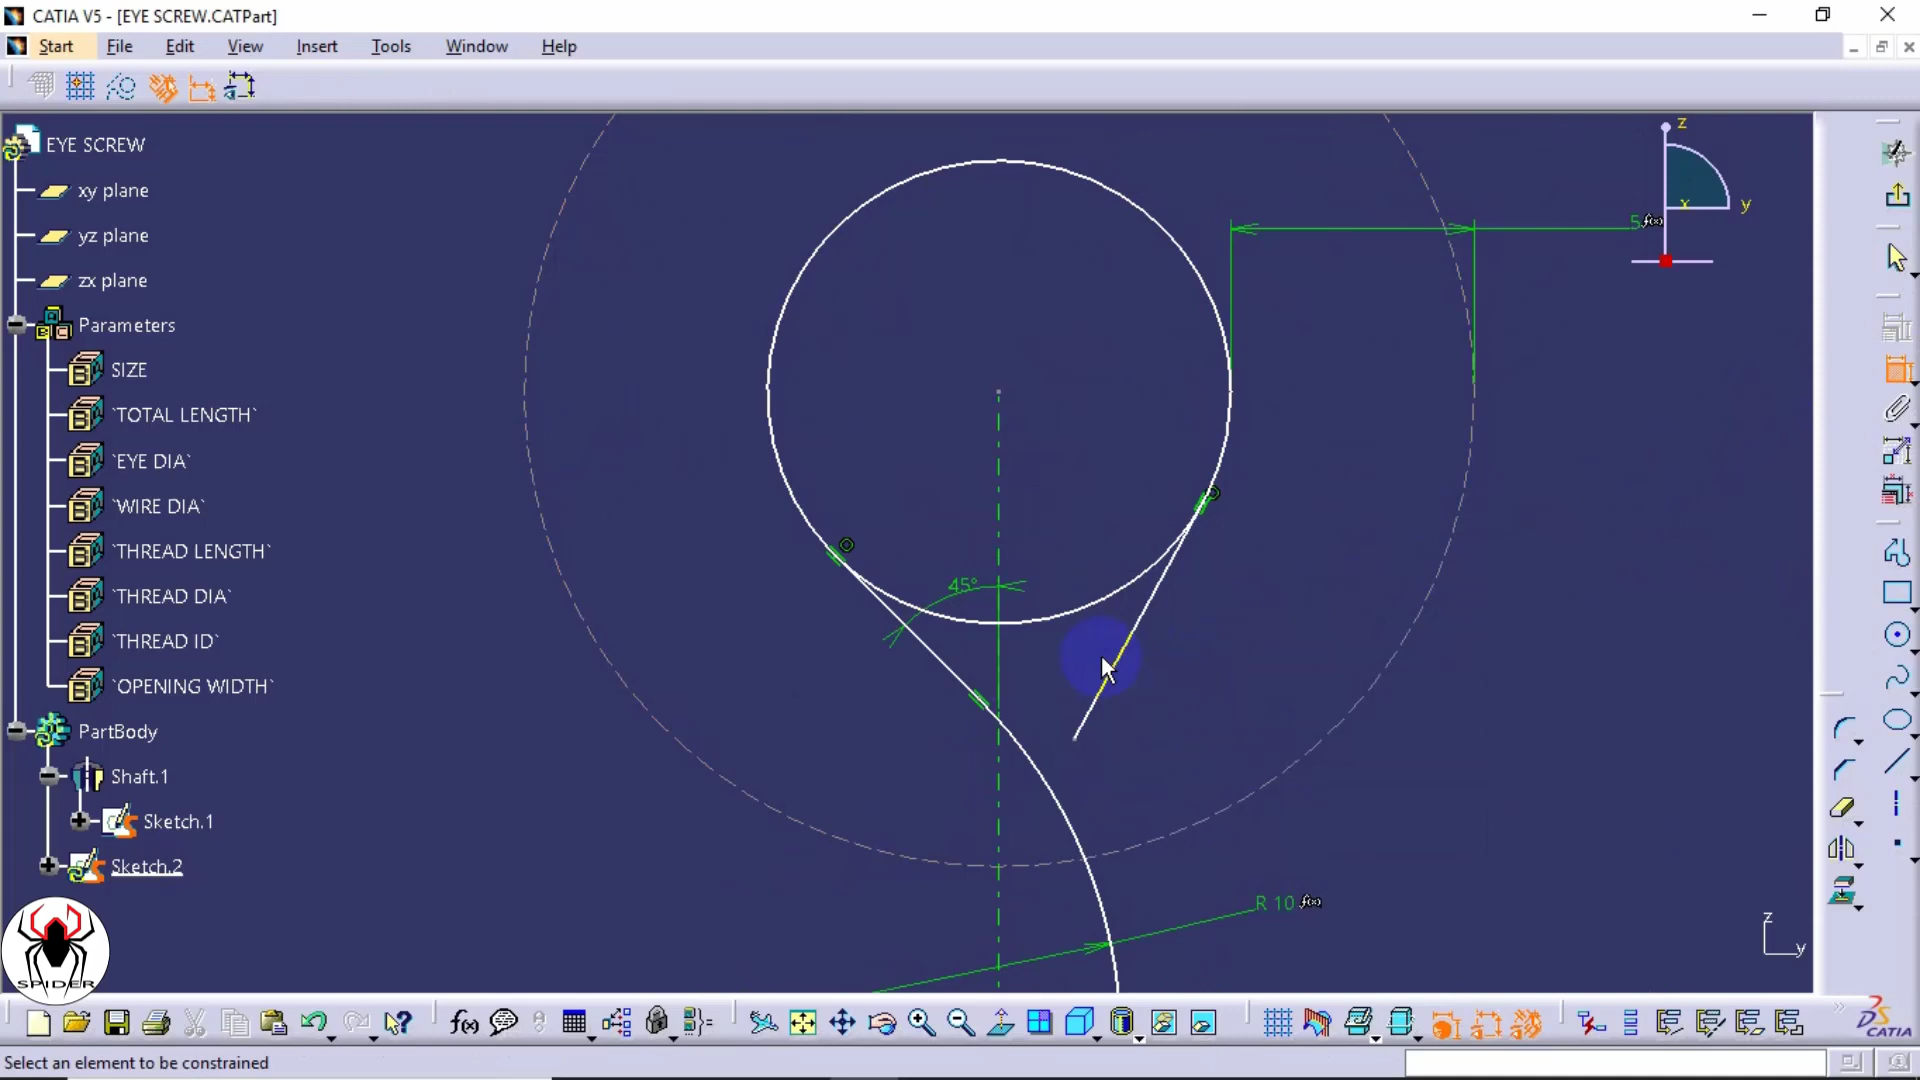 CATIA V5 - [EYE SCREW.CATPart]
Start File Edit View Insert Tools Window Help
EYE SCREW
xy plane
yz plane
zx plane
Parameters
SIZE
`TOTAL LENGTH`
`EYE DIA`
`WIRE DIA`
`THREAD LENGTH`
`THREAD DIA`
`THREAD ID`
`OPENING WIDTH`
PartBody
Shaft.1
Sketch.1
Sketch.2
SPIDER
z
x
y
5 f(x)
45°
R 10 f(x)
z
y
f(x)
CATIA
Select an element to be constrained